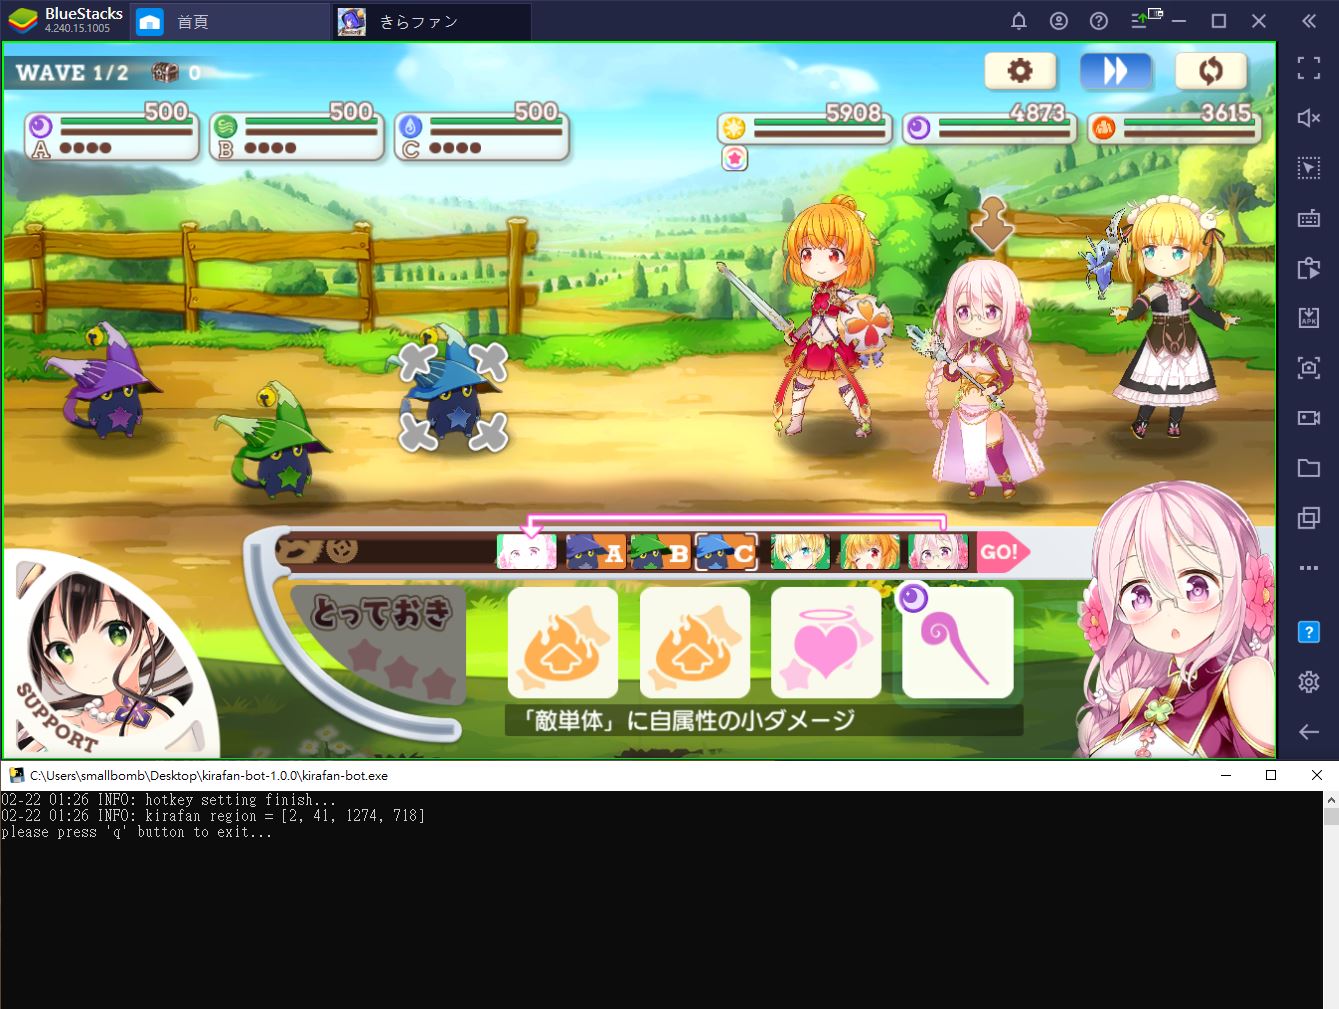 BlueStacks
4.240.15.1005
首頁
きらファン
WAVE 1/2
0
500
A
500
B
500
C
5908
4873
3615
A
B
C
GO!
とっておき
「敵単体」に自属性の小ダメージ
SUPPORT
APK
?
C:\Users\smallbomb\Desktop\kirafan-bot-1.0.0\kirafan-bot.exe
02-22 01:26 INFO: hotkey setting finish...
02-22 01:26 INFO: kirafan region = [2, 41, 1274, 718]
please press 'q' button to exit...